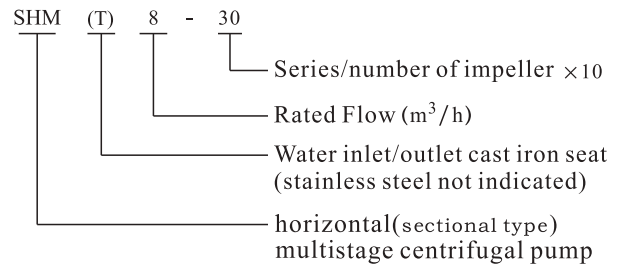 SHM (T) 8 - 30
Series/number of impeller ×10
Rated Flow (m³/h)
Water inlet/outlet cast iron seat
(stainless steel not indicated)
horizontal(sectional type)
multistage centrifugal pump